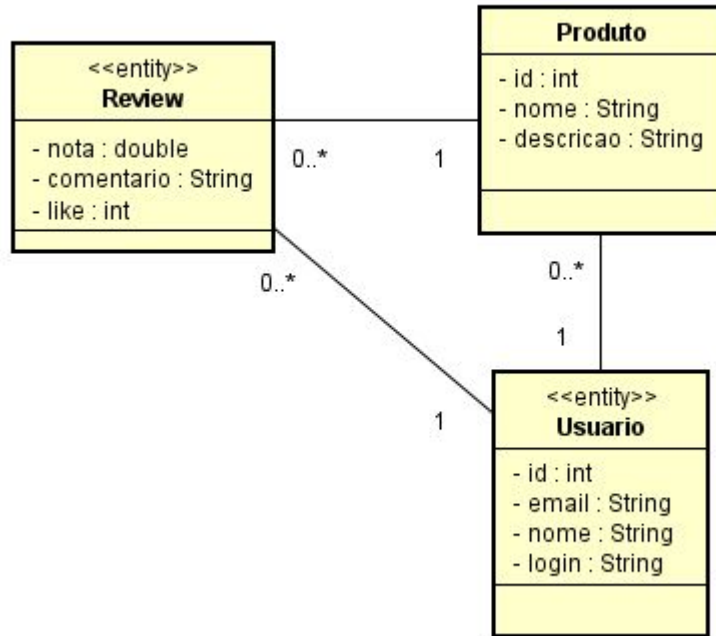 <<entity>>
Review
- nota : double
- comentario : String
- like : int
Produto
- id : int
- nome : String
- descricao : String
0..*
1
0..*
1
0..*
1
<<entity>>
Usuario
- id : int
- email : String
- nome : String
- login : String